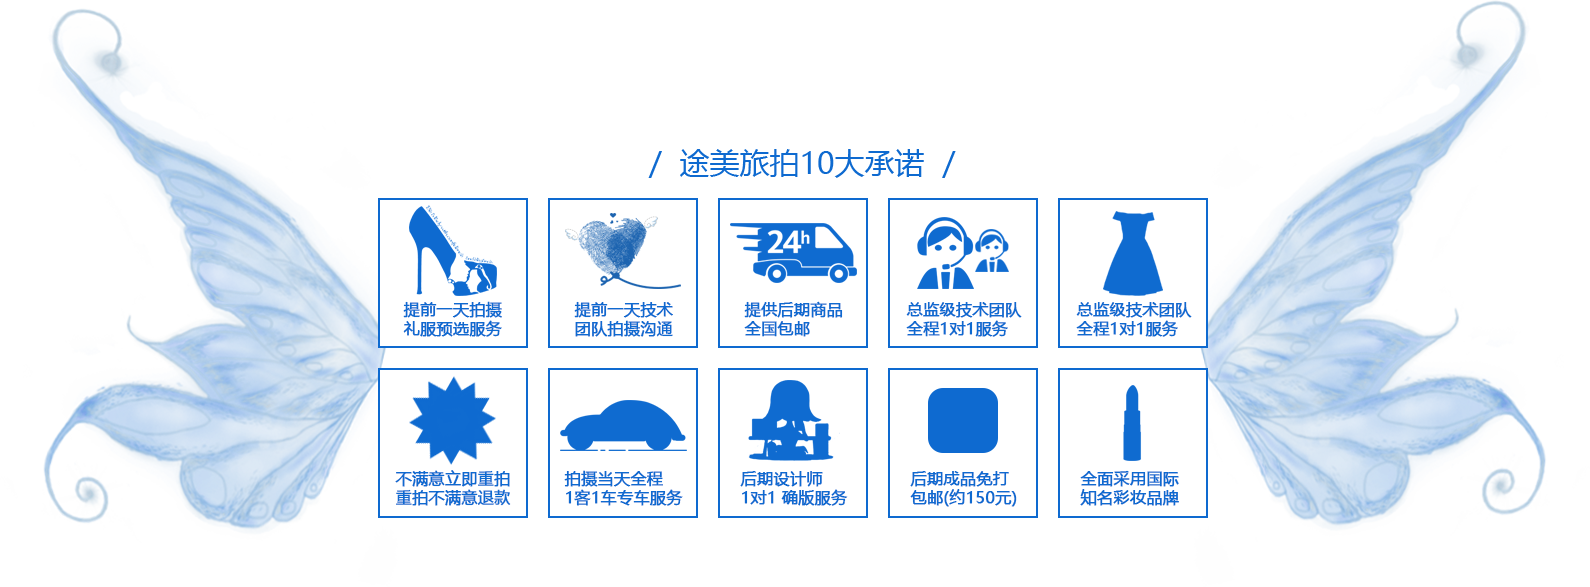 / 途美旅拍10大承诺 /
提前一天拍摄
礼服预选服务
提前一天技术
团队拍摄沟通
24h
提供后期商品
全国包邮
总监级技术团队
全程1对1服务
总监级技术团队
全程1对1服务
不满意立即重拍
重拍不满意退款
拍摄当天全程
1客1车专车服务
后期设计师
1对1 确版服务
后期成品免打
包邮(约150元)
全面采用国际
知名彩妆品牌